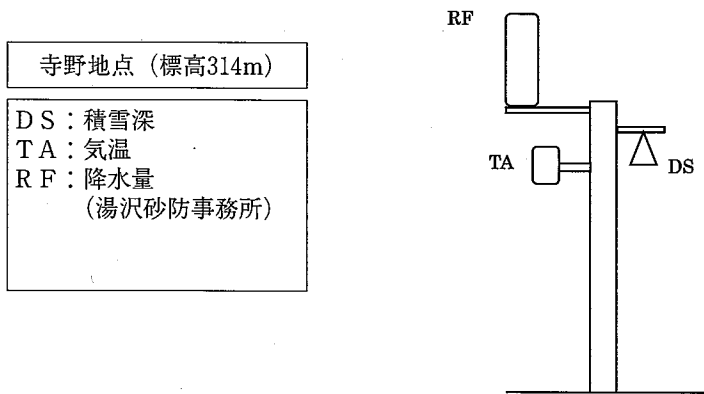 寺野地点（標高314m）
DS：積雪深
TA：気温
RF：降水量
（湯沢砂防事務所）
RF
TA
DS